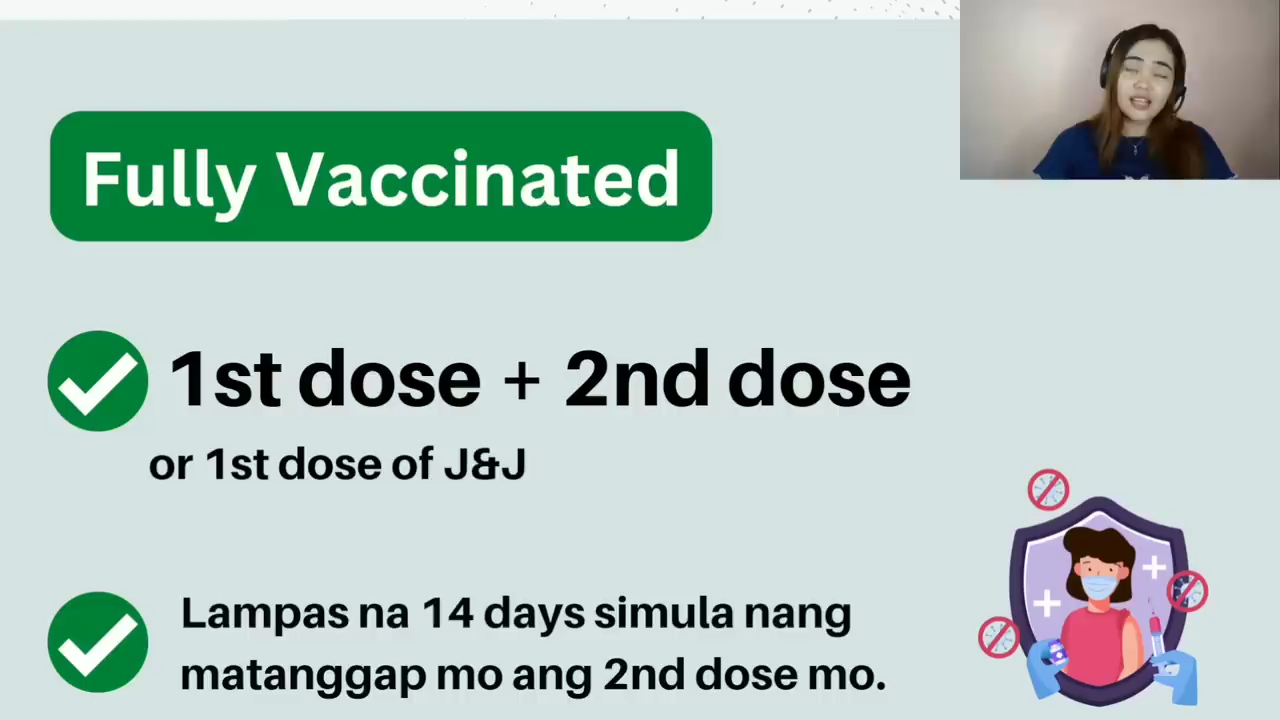 Fully Vaccinated
1st dose + 2nd dose
or 1st dose of J&J
Lampas na 14 days simula nang
matanggap mo ang 2nd dose mo.